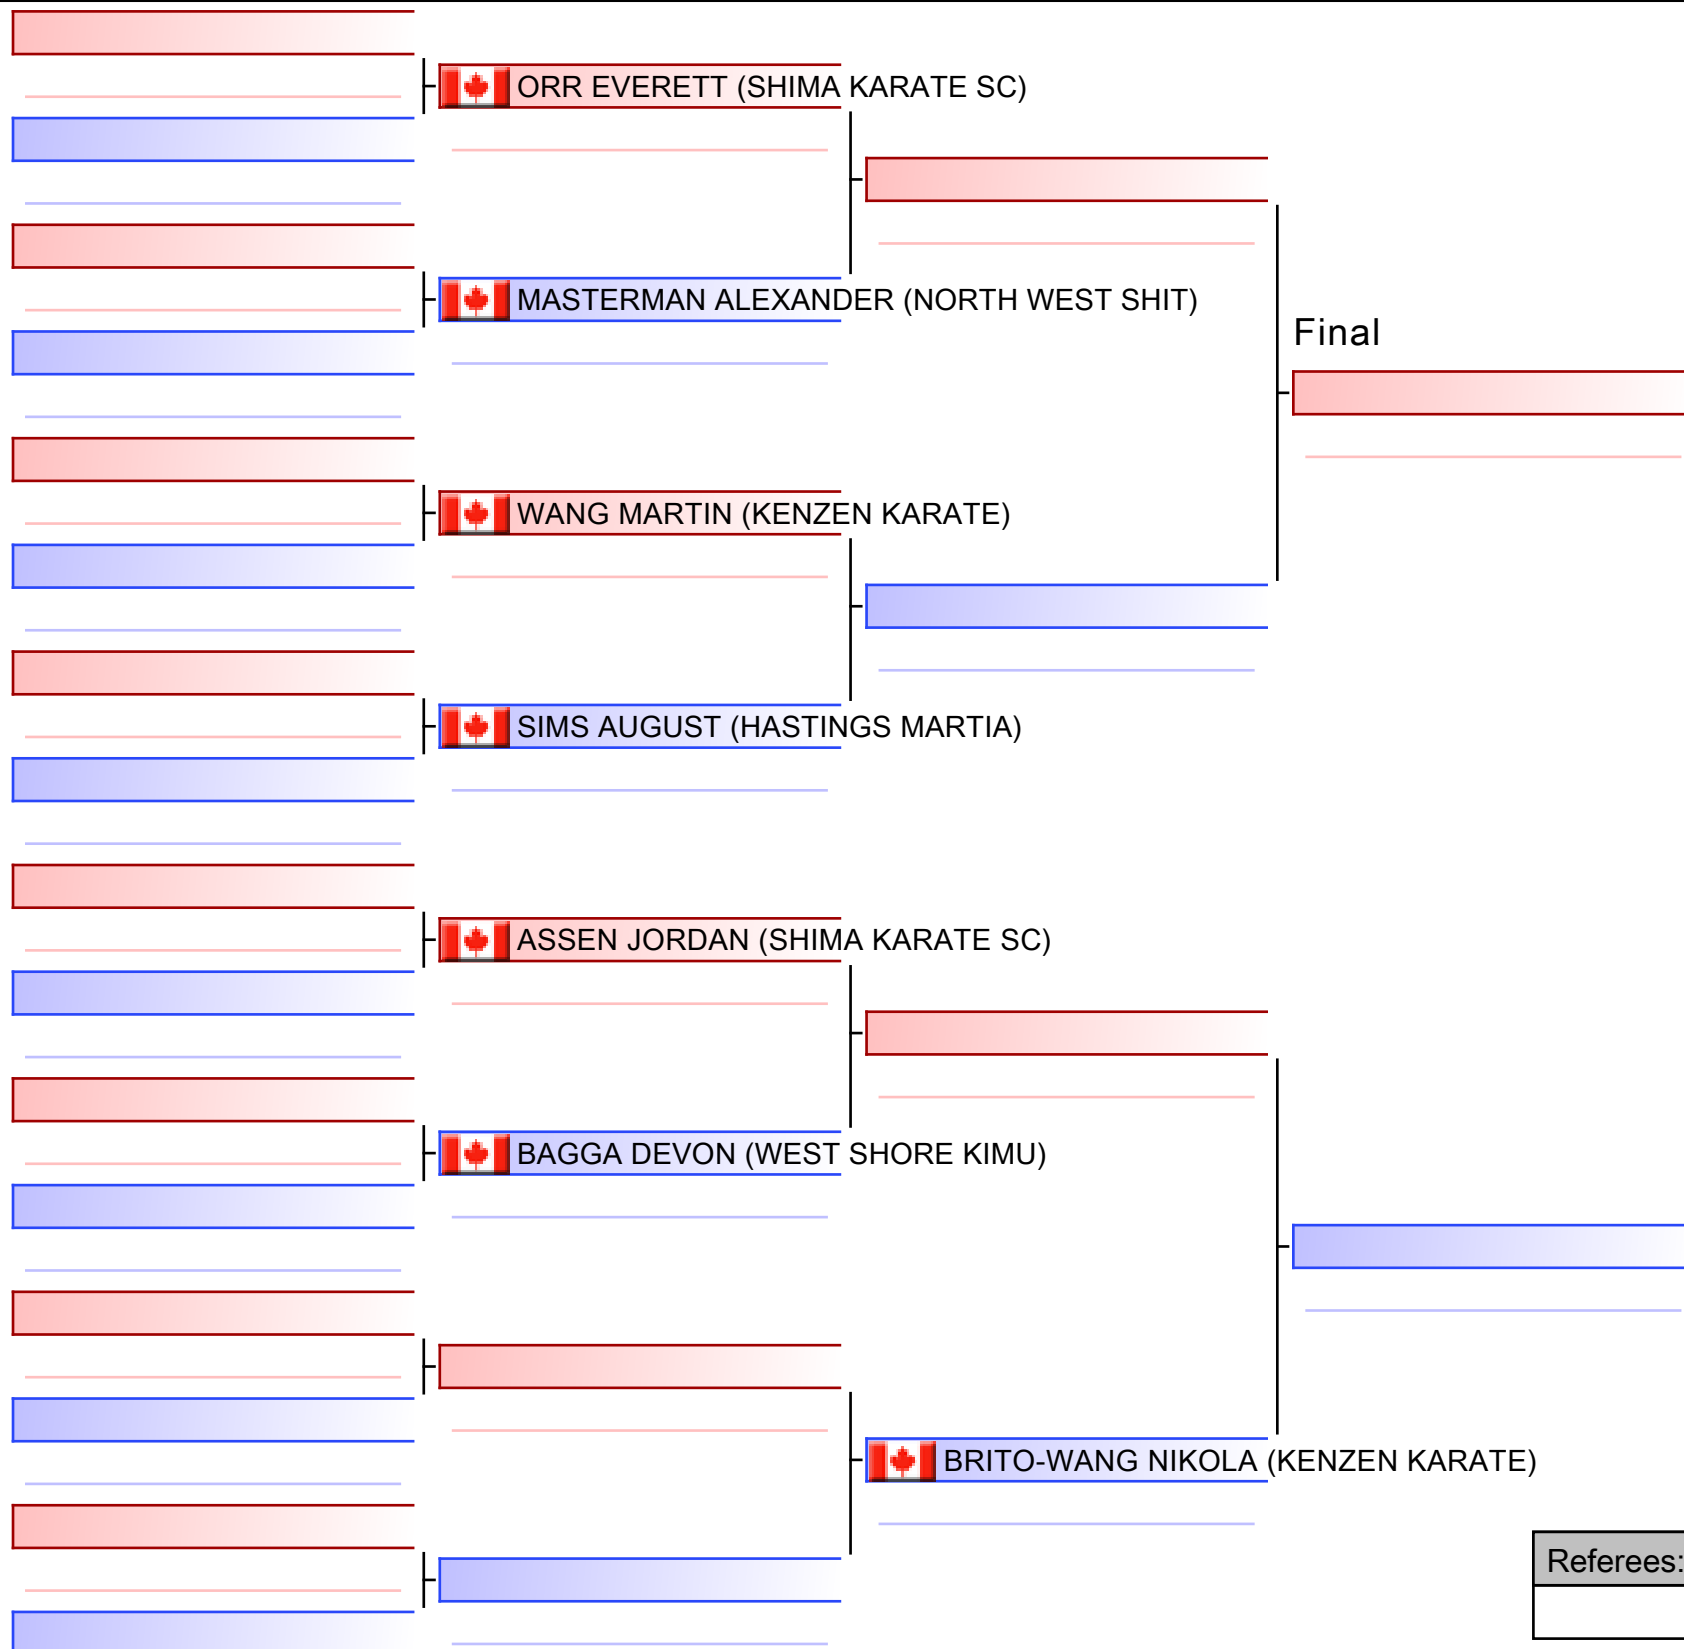 ORR EVERETT (SHIMA KARATE SC)
MASTERMAN ALEXANDER (NORTH WEST SHIT)
Final
WANG MARTIN (KENZEN KARATE)
SIMS AUGUST (HASTINGS MARTIA)
ASSEN JORDAN (SHIMA KARATE SC)
BAGGA DEVON (WEST SHORE KIMU)
BRITO-WANG NIKOLA (KENZEN KARATE)
Referees: